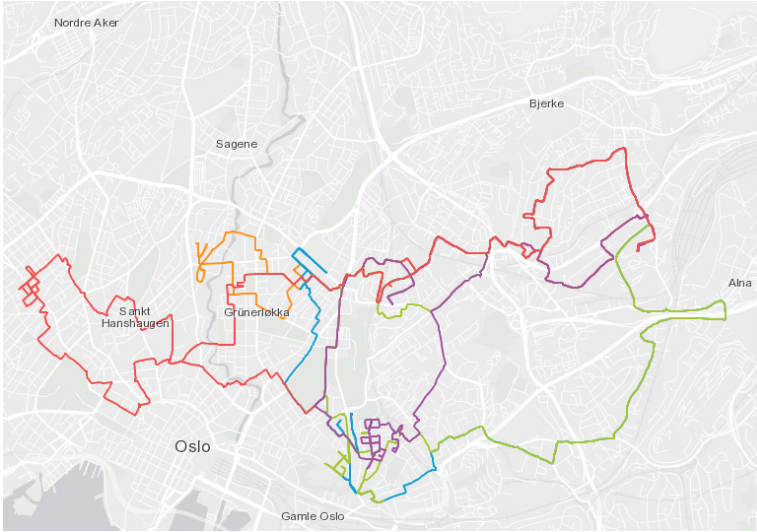 Nordre Aker
Bjerke
Sagene
Alna
Sankt
Hanshaugen
Grünerløkka
Oslo
Gamle Oslo